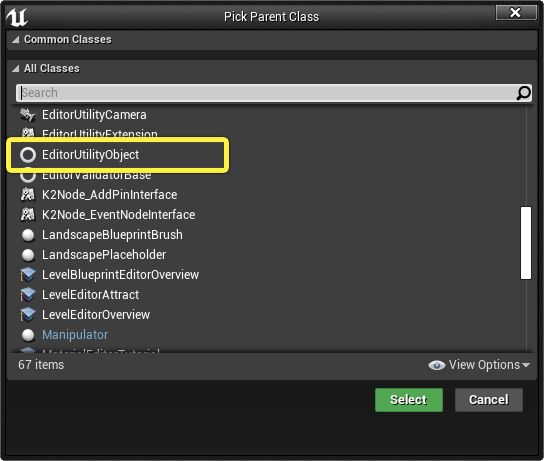 Pick Parent Class
Common Classes
All Classes
Search
EditorUtilityCamera
EditorUtilityExtension
EditorUtilityObject
EditorValidatorBase
K2Node_AddPinInterface
K2Node_EventNodeInterface
LandscapeBlueprintBrush
LandscapePlaceholder
LevelBlueprintEditorOverview
LevelEditorAttract
LevelEditorOverview
Manipulator
MaterialEditorTutorial
67 items
View Options
Select
Cancel